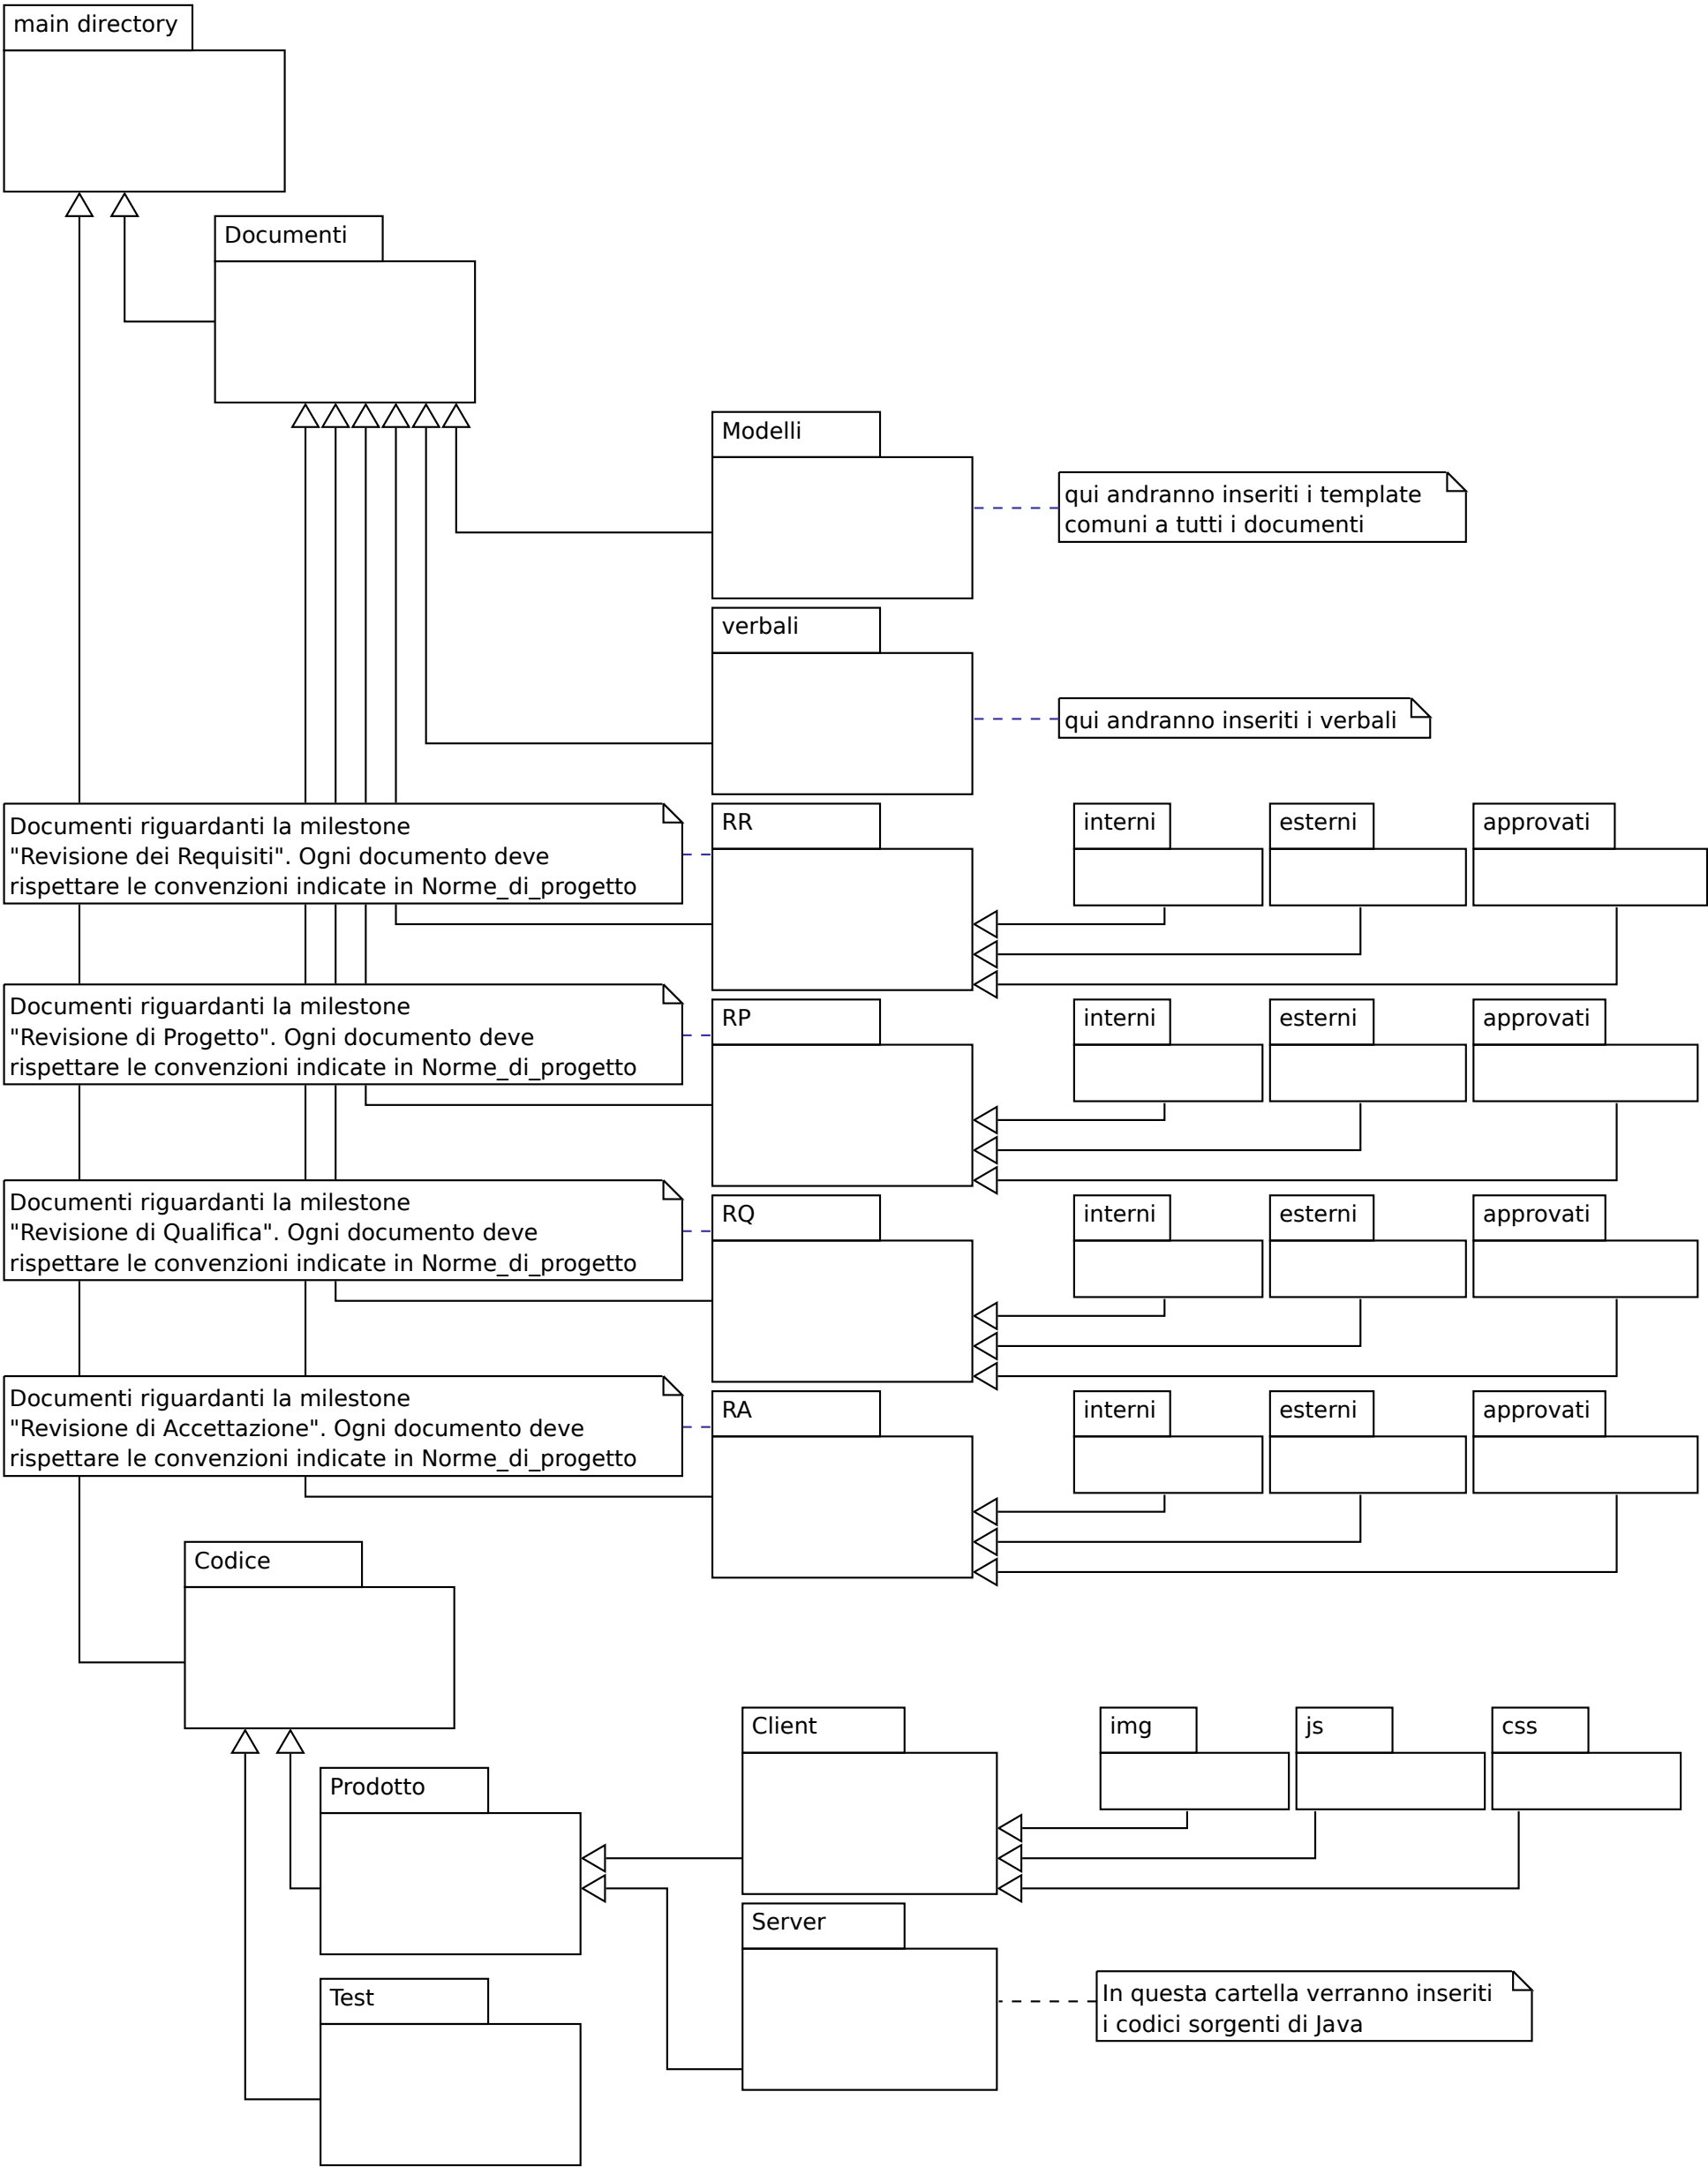 main directory
Documenti
Modelli
qui andranno inseriti i template
comuni a tutti i documenti
verbali
qui andranno inseriti i verbali
Documenti riguardanti la milestone
"Revisione dei Requisiti". Ogni documento deve
rispettare le convenzioni indicate in Norme_di_progetto
RR
interni
esterni
approvati
Documenti riguardanti la milestone
"Revisione di Progetto". Ogni documento deve
rispettare le convenzioni indicate in Norme_di_progetto
RP
interni
esterni
approvati
Documenti riguardanti la milestone
"Revisione di Qualifica". Ogni documento deve
rispettare le convenzioni indicate in Norme_di_progetto
RQ
interni
esterni
approvati
Documenti riguardanti la milestone
"Revisione di Accettazione". Ogni documento deve
rispettare le convenzioni indicate in Norme_di_progetto
RA
interni
esterni
approvati
Codice
Client
img
js
css
Prodotto
Server
In questa cartella verranno inseriti
i codici sorgenti di Java
Test